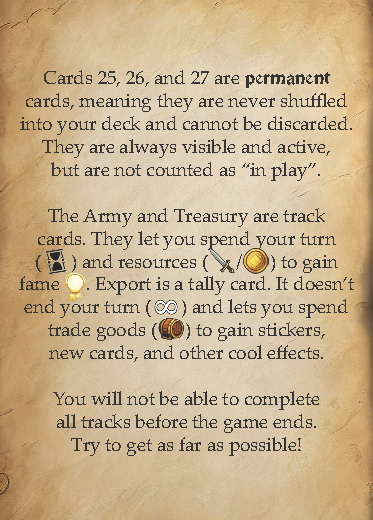 Cards 25, 26, and 27 are permanent
cards, meaning they are never shuffled
into your deck and cannot be discarded.
They are always visible and active,
but are not counted as “in play”.
The Army and Treasury are track
cards. They let you spend your turn
( ) and resources ( / ) to gain
fame . Export is a tally card. It doesn’t
end your turn (∞) and lets you spend
trade goods ( ) to gain stickers,
new cards, and other cool effects.
You will not be able to complete
all tracks before the game ends.
Try to get as far as possible!